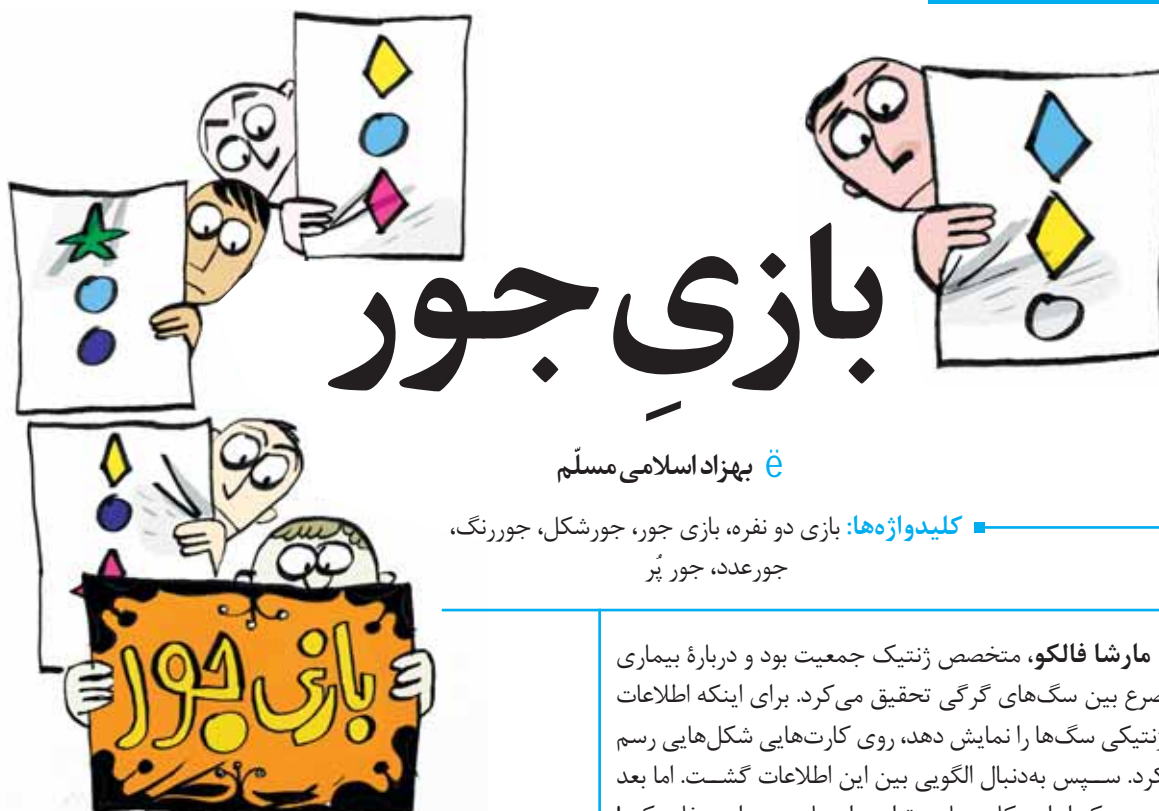 بازیِ جور
ë بهزاد اسلامی مسلّم
■ کلیدواژه‌ها: بازی دو نفره، بازی جور، جورشکل، جوررنگ،
جورعدد، جور پُر
بازی جور
مارشا فالکو، متخصص ژنتیک جمعیت بود و دربارهٔ بیماری
صرع بین سگ‌های گرگی تحقیق می‌کرد. برای اینکه اطلاعات
ژنتیکی سگ‌ها را نمایش دهد، روی کارت‌هایی شکل‌هایی رسم
کرد. سپس به‌دنبال الگویی بین این اطلاعات گشت. اما بعد